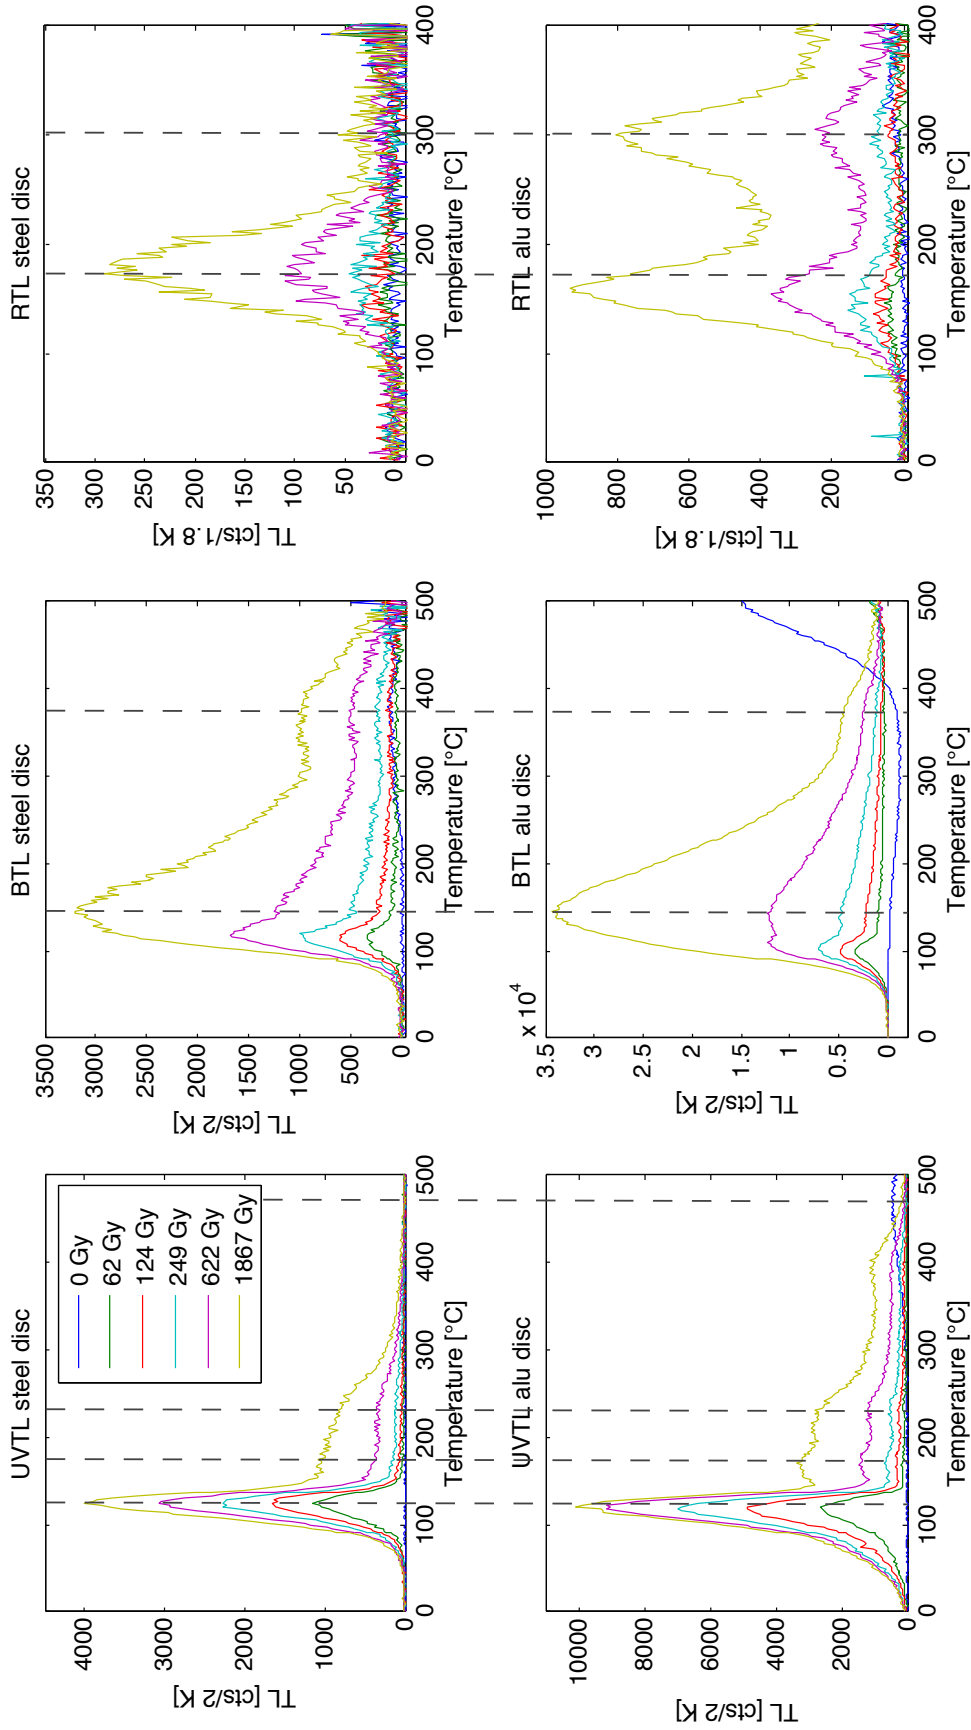 UVTL steel disc
4000
3000
2000
1000
0
TL [cts/2 K]
0 Gy
62 Gy
124 Gy
249 Gy
622 Gy
1867 Gy
0 100 200 300 400 500
Temperature [°C]
BTL steel disc
3500
3000
2500
2000
1500
1000
500
0
TL [cts/2 K]
0 100 200 300 400 500
Temperature [°C]
RTL steel disc
350
300
250
200
150
100
50
0
TL [cts/1.8 K]
0 100 200 300 400
Temperature [°C]
UVTL alu disc
10000
8000
6000
4000
2000
0
TL [cts/2 K]
0 100 200 300 400 500
Temperature [°C]
BTL alu disc
x 10⁴
3.5
3
2.5
2
1.5
1
0.5
0
TL [cts/2 K]
0 100 200 300 400 500
Temperature [°C]
RTL alu disc
1000
800
600
400
200
0
TL [cts/1.8 K]
0 100 200 300 400
Temperature [°C]